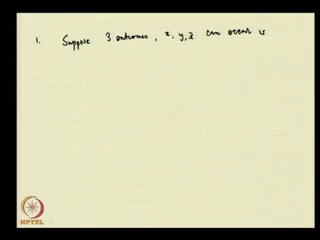 1. Suppose 3 outcomes, x, y, z can occur is
NPTEL